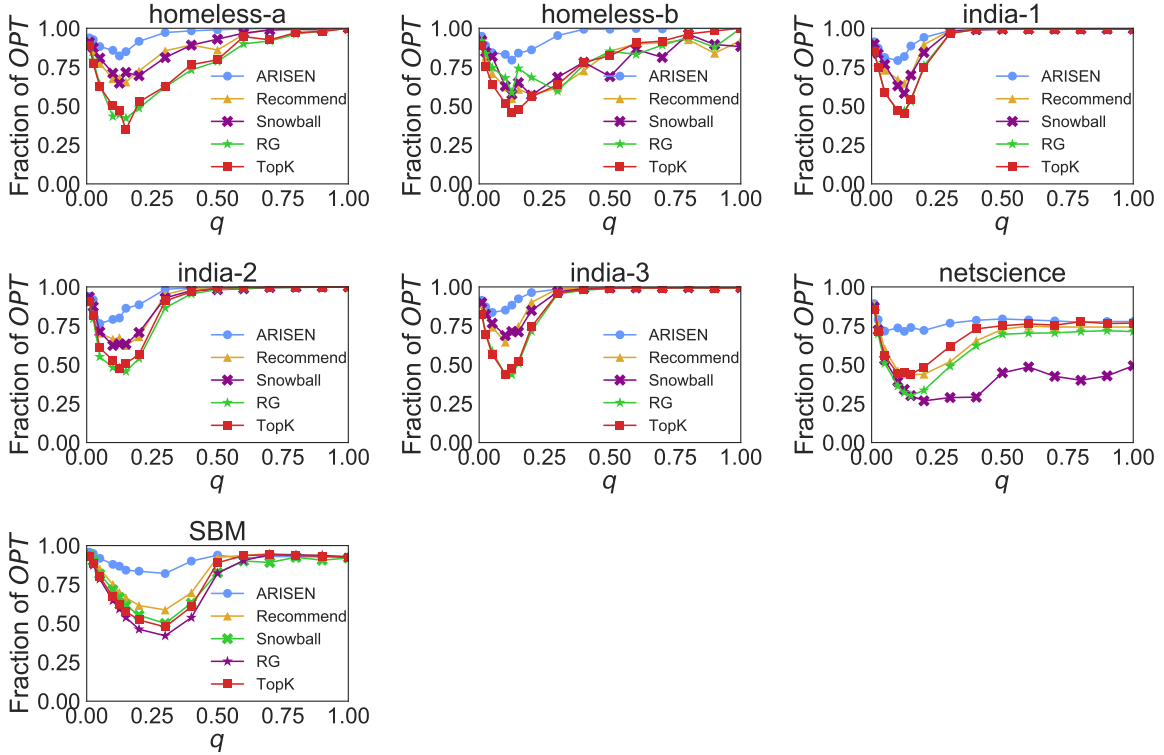 homeless-a
1.00
0.75
0.50
0.25
0.00
Fraction of OPT
ARISEN
Recommend
Snowball
RG
TopK
0.00 0.25 0.50 0.75 1.00
q
homeless-b
1.00
0.75
0.50
0.25
0.00
Fraction of OPT
ARISEN
Recommend
Snowball
RG
TopK
0.00 0.25 0.50 0.75 1.00
q
india-1
1.00
0.75
0.50
0.25
0.00
Fraction of OPT
ARISEN
Recommend
Snowball
RG
TopK
0.00 0.25 0.50 0.75 1.00
q
india-2
1.00
0.75
0.50
0.25
0.00
Fraction of OPT
ARISEN
Recommend
Snowball
RG
TopK
0.00 0.25 0.50 0.75 1.00
q
india-3
1.00
0.75
0.50
0.25
0.00
Fraction of OPT
ARISEN
Recommend
Snowball
RG
TopK
0.00 0.25 0.50 0.75 1.00
q
netscience
1.00
0.75
0.50
0.25
0.00
Fraction of OPT
ARISEN
Recommend
Snowball
RG
TopK
0.00 0.25 0.50 0.75 1.00
q
SBM
1.00
0.75
0.50
0.25
0.00
Fraction of OPT
ARISEN
Recommend
Snowball
RG
TopK
0.00 0.25 0.50 0.75 1.00
q